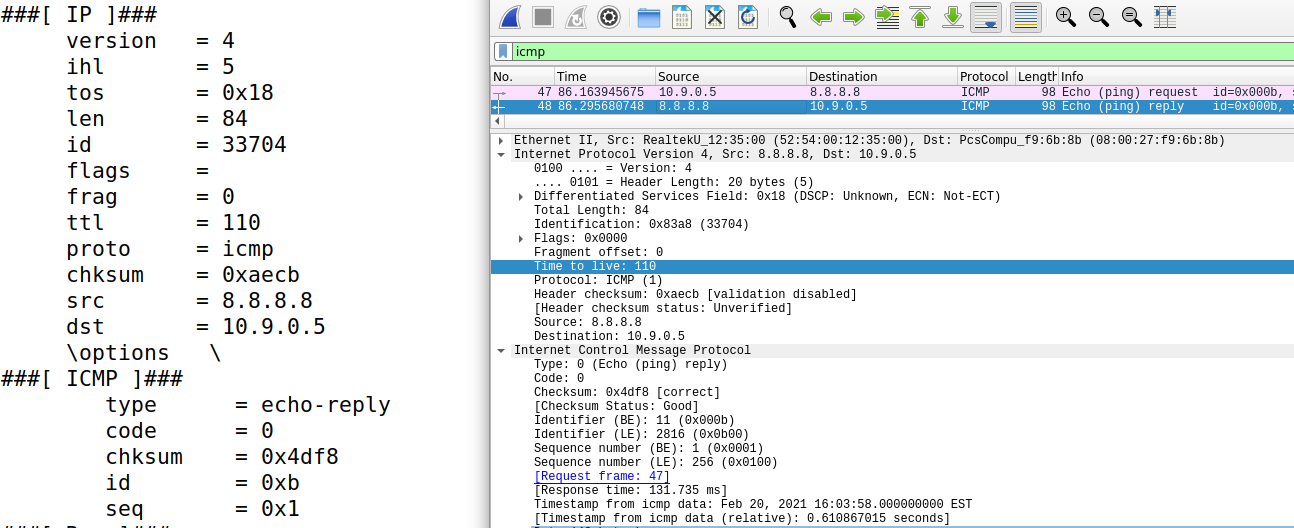 ###[ IP ]###
version = 4
ihl = 5
tos = 0x18
len = 84
id = 33704
flags =
frag = 0
ttl = 110
proto = icmp
chksum = 0xaecb
src = 8.8.8.8
dst = 10.9.0.5
\options \
###[ ICMP ]###
type = echo-reply
code = 0
chksum = 0x4df8
id = 0xb
seq = 0x1
icmp
No. Time Source Destination Protocol Length Info
47 86.163945675 10.9.0.5 8.8.8.8 ICMP 98 Echo (ping) request id=0x000b,
48 86.295680748 8.8.8.8 10.9.0.5 ICMP 98 Echo (ping) reply id=0x000b,
Ethernet II, Src: RealtekU_12:35:00 (52:54:00:12:35:00), Dst: PcsCompu_f9:6b:8b (08:00:27:f9:6b:8b)
Internet Protocol Version 4, Src: 8.8.8.8, Dst: 10.9.0.5
0100 .... = Version: 4
.... 0101 = Header Length: 20 bytes (5)
Differentiated Services Field: 0x18 (DSCP: Unknown, ECN: Not-ECT)
Total Length: 84
Identification: 0x83a8 (33704)
Flags: 0x0000
Fragment offset: 0
Time to live: 110
Protocol: ICMP (1)
Header checksum: 0xaecb [validation disabled]
[Header checksum status: Unverified]
Source: 8.8.8.8
Destination: 10.9.0.5
Internet Control Message Protocol
Type: 0 (Echo (ping) reply)
Code: 0
Checksum: 0x4df8 [correct]
[Checksum Status: Good]
Identifier (BE): 11 (0x000b)
Identifier (LE): 2816 (0x0b00)
Sequence number (BE): 1 (0x0001)
Sequence number (LE): 256 (0x0100)
[Request frame: 47]
[Response time: 131.735 ms]
Timestamp from icmp data: Feb 20, 2021 16:03:58.000000000 EST
[Timestamp from icmp data (relative): 0.610867015 seconds]